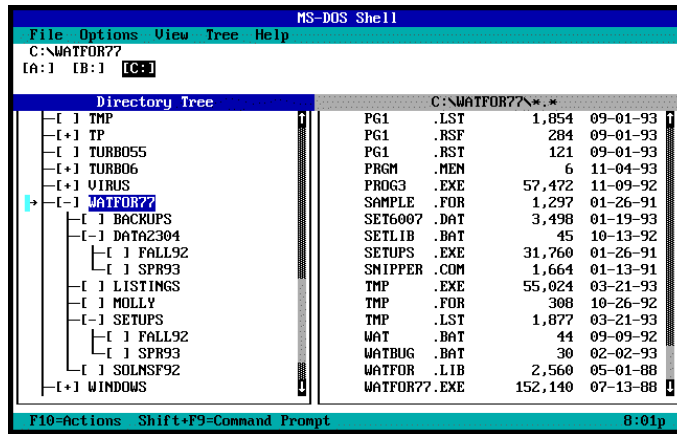 MS-DOS Shell
File Options View Tree Help
C:\WATFOR77
[A:] [B:] [C:]
Directory Tree
[ ] TMP
[+] TP
[ ] TURBO55
[+] TURBO6
[+] VIRUS
→ [-] WATFOR77
[ ] BACKUPS
[-] DATA2304
[ ] FALL92
[ ] SPR93
[ ] LISTINGS
[ ] MOLLY
[-] SETUPS
[ ] FALL92
[ ] SPR93
[ ] SOLNSF92
[+] WINDOWS
C:\WATFOR77\*.*
PG1 .LST 1,854 09-01-93
PG1 .RSF 284 09-01-93
PG1 .RST 121 09-01-93
PRGM .MEN 6 11-04-93
PROG3 .EXE 57,472 11-09-92
SAMPLE .FOR 1,297 01-26-91
SET6007 .DAT 3,498 01-19-93
SETLIB .BAT 45 10-13-92
SETUPS .EXE 31,760 01-26-91
SNIPPER .COM 1,664 01-13-91
TMP .EXE 55,024 03-21-93
TMP .FOR 308 10-26-92
TMP .LST 1,877 03-21-93
WAT .BAT 44 09-09-92
WATBUG .BAT 30 02-02-93
WATFOR .LIB 2,560 05-01-88
WATFOR77.EXE 152,140 07-13-88
F10=Actions Shift+F9=Command Prompt 8:01p